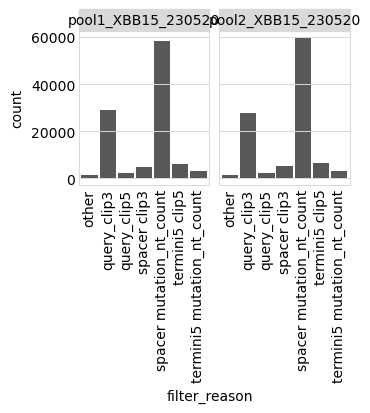 pool1_XBB15_230520
pool2_XBB15_230520
60000
40000
20000
0
count
other
query_clip3
query_clip5
spacer clip3
spacer mutation_nt_count
termini5 clip5
termini5 mutation_nt_count
other
query_clip3
query_clip5
spacer clip3
spacer mutation_nt_count
termini5 clip5
termini5 mutation_nt_count
filter_reason